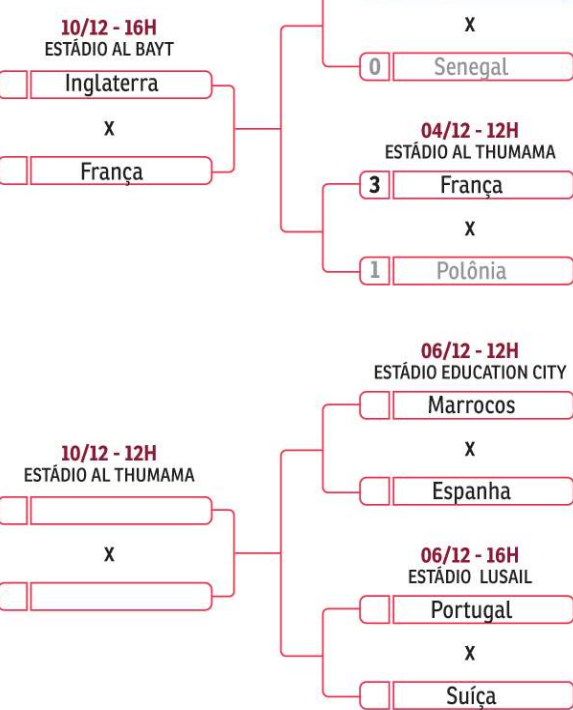 10/12 - 16H
ESTÁDIO AL BAYT
Inglaterra
X
França
X
0 Senegal
04/12 - 12H
ESTÁDIO AL THUMAMA
3 França
X
1 Polônia
10/12 - 12H
ESTÁDIO AL THUMAMA
X
06/12 - 12H
ESTÁDIO EDUCATION CITY
Marrocos
X
Espanha
06/12 - 16H
ESTÁDIO LUSAIL
Portugal
X
Suíça